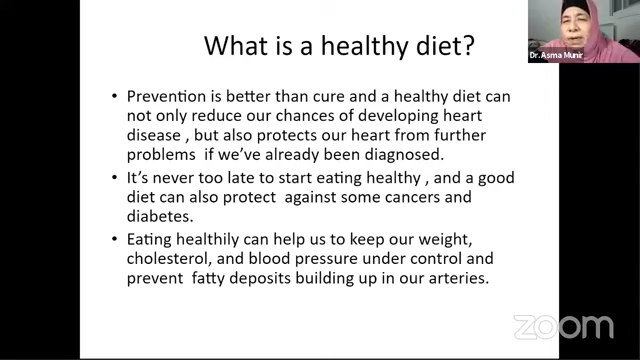 What is a healthy diet?
Dr. Asma Munir
• Prevention is better than cure and a healthy diet can
not only reduce our chances of developing heart
disease , but also protects our heart from further
problems if we've already been diagnosed.
• It's never too late to start eating healthy , and a good
diet can also protect against some cancers and
diabetes.
• Eating healthily can help us to keep our weight,
cholesterol, and blood pressure under control and
prevent fatty deposits building up in our arteries.
zoom